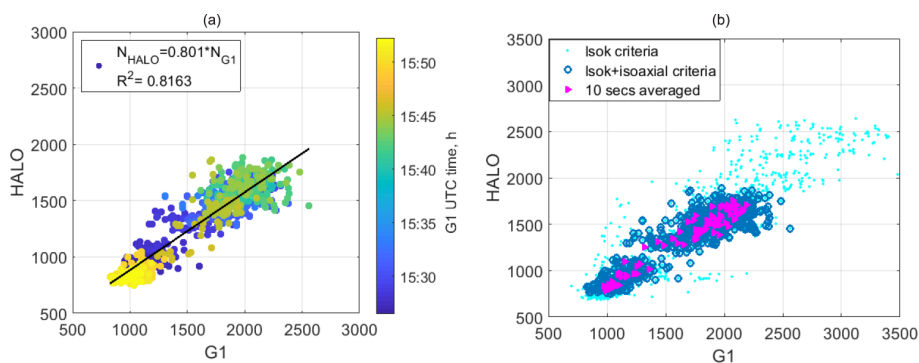 (a)
3000
2500
2000
1500
1000
500
HALO
N_HALO=0.801*N_G1
R²= 0.8163
500 1000 1500 2000 2500 3000
G1
15:50
15:45
15:40
15:35
15:30
G1 UTC time, h
(b)
3500
3000
2500
2000
1500
1000
500
HALO
Isok criteria
Isok+isoaxial criteria
10 secs averaged
500 1000 1500 2000 2500 3000 3500
G1